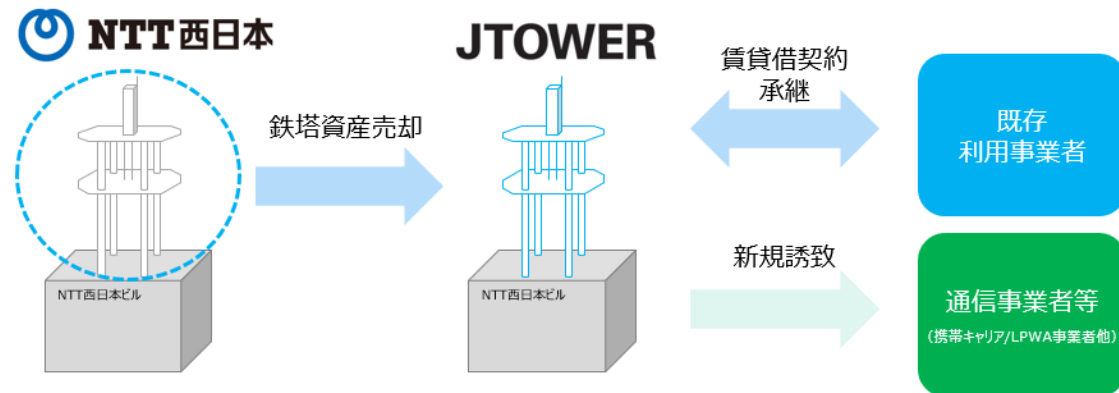 NTT西日本
JTOWER
鉄塔資産売却
賃貸借契約
承継
既存
利用事業者
NTT西日本ビル
NTT西日本ビル
新規誘致
通信事業者等
(携帯キャリア/LPWA事業者他)